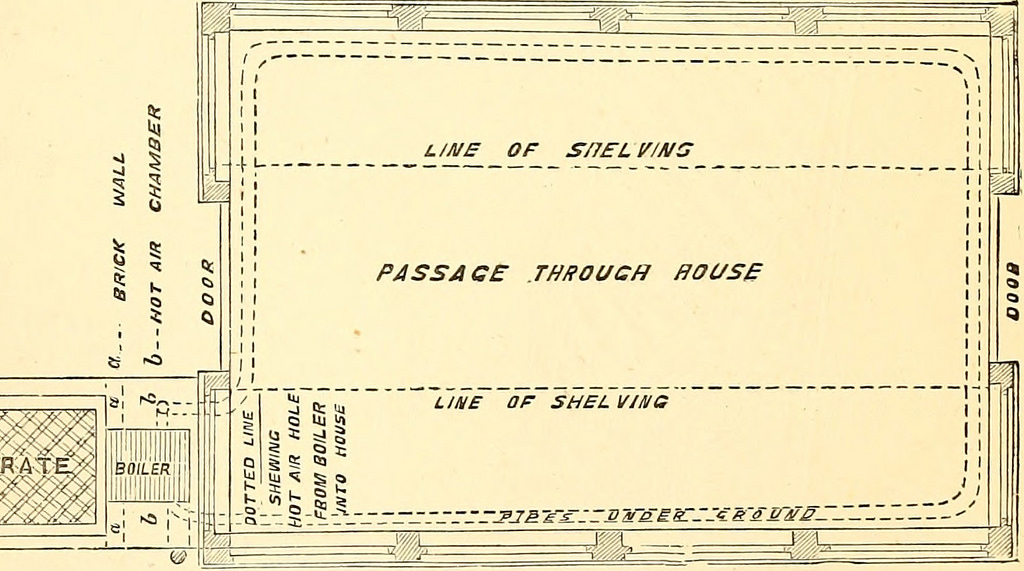 LINE OF SHELVING
PASSAGE THROUGH HOUSE
LINE OF SHELVING
PIPES UNDER GROUND
DOOR
DOOR
a--- BRICK WALL
b--HOT AIR CHAMBER
DOTTED LINE
SHEWING
HOT AIR HOLE
FROM BOILER
INTO HOUSE
a
b
RATE
BOILER
a
b